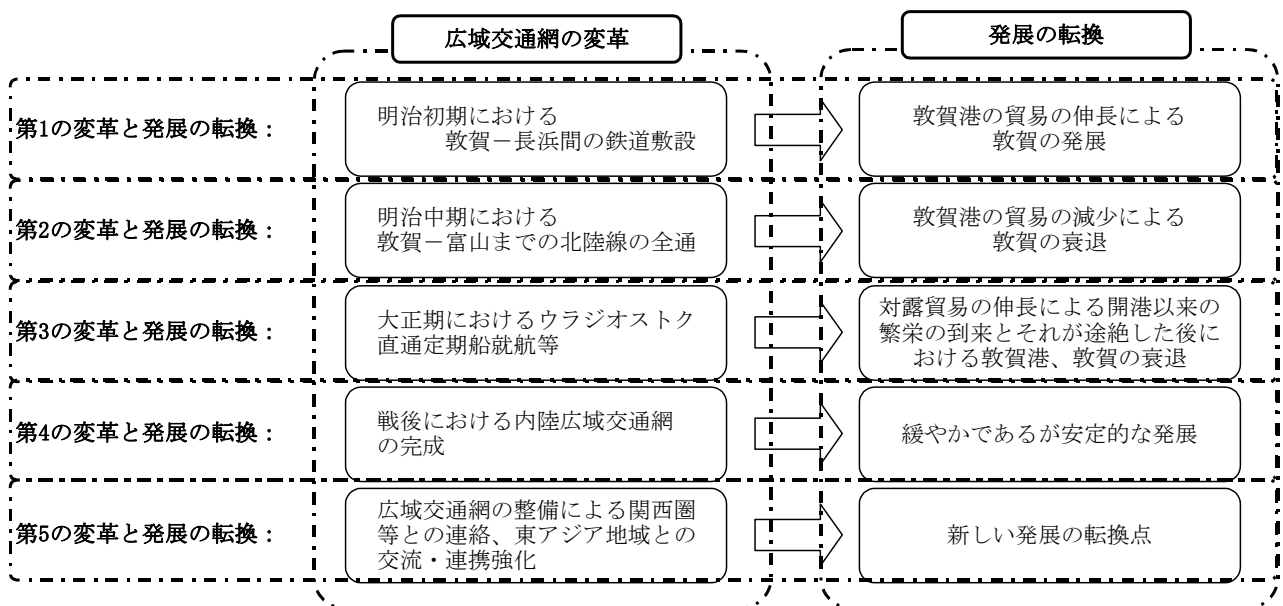 広域交通網の変革
発展の転換
第1の変革と発展の転換：
明治初期における
敦賀－長浜間の鉄道敷設
敦賀港の貿易の伸長による
敦賀の発展
第2の変革と発展の転換：
明治中期における
敦賀－富山までの北陸線の全通
敦賀港の貿易の減少による
敦賀の衰退
第3の変革と発展の転換：
大正期におけるウラジオストク
直通定期船就航等
対露貿易の伸長による開港以来の
繁栄の到来とそれが途絶した後に
おける敦賀港、敦賀の衰退
第4の変革と発展の転換：
戦後における内陸広域交通網
の完成
緩やかであるが安定的な発展
第5の変革と発展の転換：
広域交通網の整備による関西圏
等との連絡、東アジア地域との
交流・連携強化
新しい発展の転換点